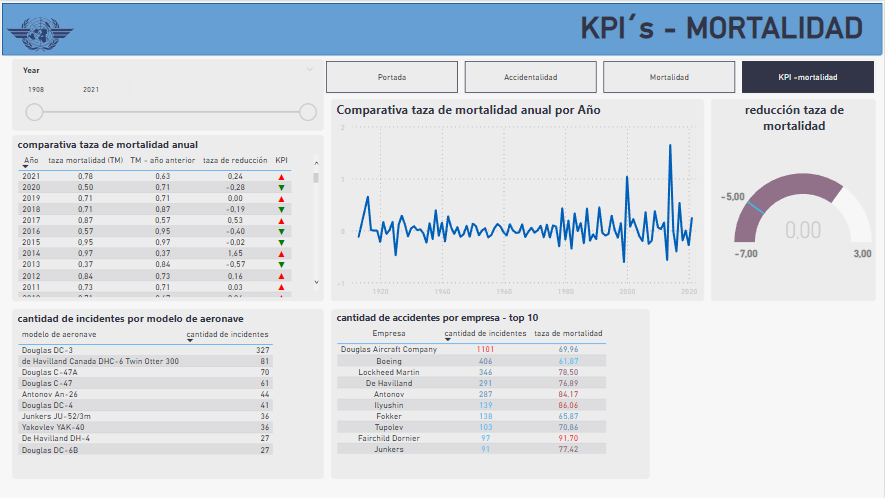 KPI´s - MORTALIDAD
Year
1908 2021
Portada
Accidentalidad
Mortalidad
KPI -mortalidad
comparativa taza de mortalidad anual
Año taza mortalidad (TM) TM - año anterior taza de reducción KPI
2021 0,78 0,63 0,24
2020 0,50 0,71 -0,28
2019 0,71 0,71 0,00
2018 0,71 0,87 -0,19
2017 0,87 0,57 0,53
2016 0,57 0,95 -0,40
2015 0,95 0,97 -0,02
2014 0,97 0,37 1,65
2013 0,37 0,84 -0,57
2012 0,84 0,73 0,16
2011 0,73 0,71 0,03
Comparativa taza de mortalidad anual por Año
2
1
0
-1
1920 1940 1960 1980 2000 2020
reducción taza de
mortalidad
-5,00
0,00
-7,00 3,00
cantidad de incidentes por modelo de aeronave
modelo de aeronave cantidad de incidentes
Douglas DC-3 327
de Havilland Canada DHC-6 Twin Otter 300 81
Douglas C-47A 70
Douglas C-47 61
Antonov An-26 44
Douglas DC-4 41
Junkers JU-52/3m 36
Yakovlev YAK-40 36
De Havilland DH-4 27
Douglas DC-6B 27
cantidad de accidentes por empresa - top 10
Empresa cantidad de incidentes taza de mortalidad
Douglas Aircraft Company 1101 69,96
Boeing 406 61,87
Lockheed Martin 346 78,50
De Havilland 291 76,89
Antonov 287 84,17
Ilyushin 139 86,06
Fokker 138 65,87
Tupolev 103 70,86
Fairchild Dornier 97 91,70
Junkers 91 77,42